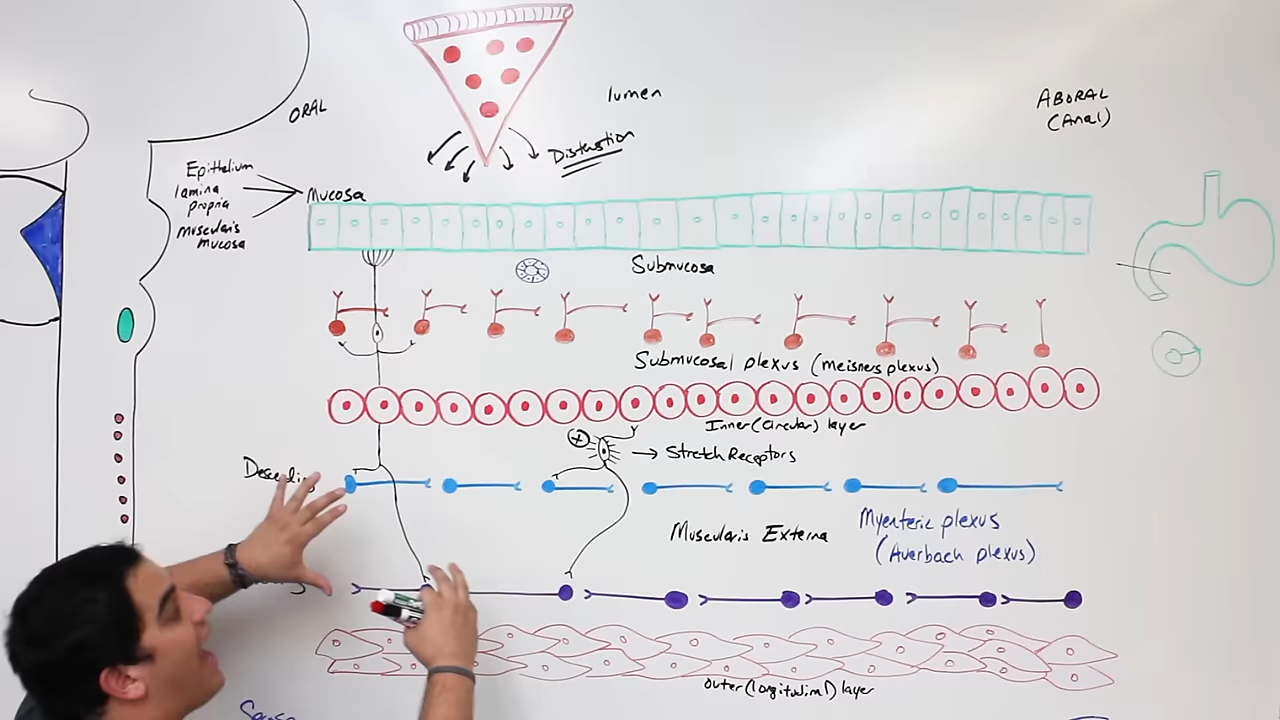 ORAL
lumen
ABORAL
(Anal)
Distention
Epithelium
lamina
propria
muscularis
mucosa
Mucosa
Submucosa
Submucosal plexus (meisners plexus)
Inner (circular) layer
+
Stretch Receptors
Muscularis Externa
Myenteric plexus
(Auerbach plexus)
outer (longitudinal) layer